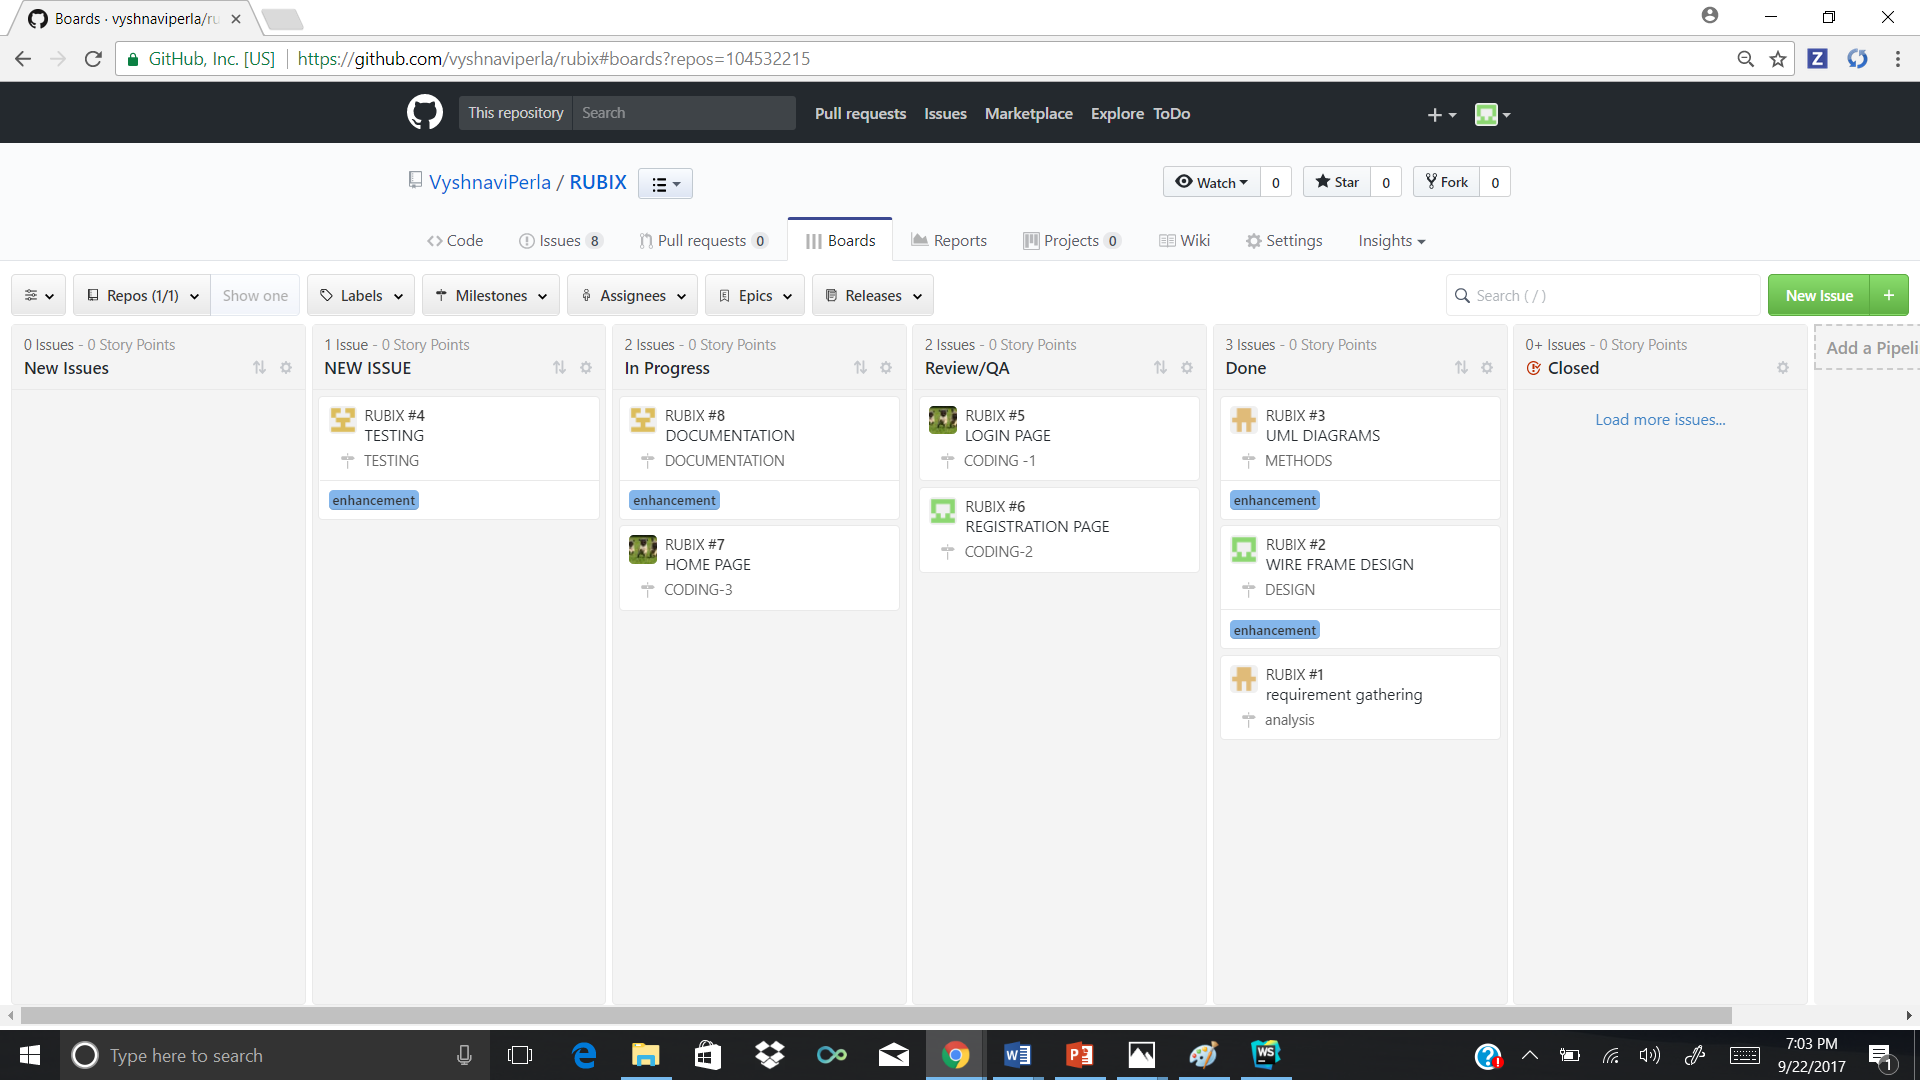 Boards · vyshnaviperla/ru
GitHub, Inc. [US] https://github.com/vyshnaviperla/rubix#boards?repos=104532215
Z
This repository Search Pull requests Issues Marketplace Explore ToDo
VyshnaviPerla / RUBIX Watch 0 Star 0 Fork 0
Code Issues 8 Pull requests 0 Boards Reports Projects 0 Wiki Settings Insights
Repos (1/1) Show one Labels Milestones Assignees Epics Releases Search ( / ) New Issue +
0 Issues - 0 Story Points
New Issues
1 Issue - 0 Story Points
NEW ISSUE
RUBIX #4
TESTING
TESTING
enhancement
2 Issues - 0 Story Points
In Progress
RUBIX #8
DOCUMENTATION
DOCUMENTATION
enhancement
RUBIX #7
HOME PAGE
CODING-3
2 Issues - 0 Story Points
Review/QA
RUBIX #5
LOGIN PAGE
CODING -1
RUBIX #6
REGISTRATION PAGE
CODING-2
3 Issues - 0 Story Points
Done
RUBIX #3
UML DIAGRAMS
METHODS
enhancement
RUBIX #2
WIRE FRAME DESIGN
DESIGN
enhancement
RUBIX #1
requirement gathering
analysis
0+ Issues - 0 Story Points
Closed
Load more issues...
Add a Pipeli
Type here to search
WS
7:03 PM
9/22/2017
1